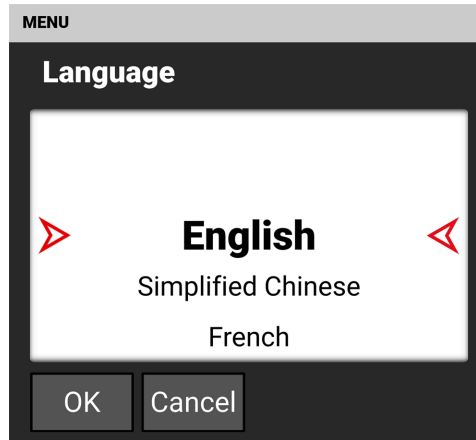 MENU
Language
English
Simplified Chinese
French
OK
Cancel